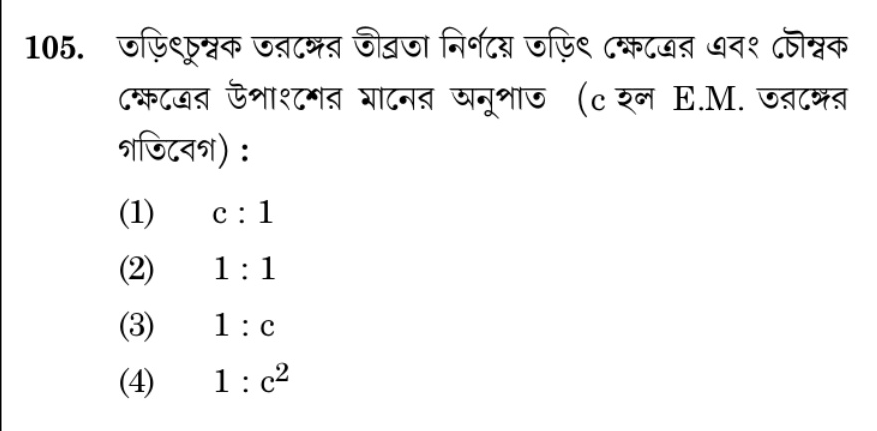 105. তড়িৎচুম্বক তরঙ্গের তীব্রতা নির্ণয়ে তড়িৎ ক্ষেত্রের এবং চৌম্বক
ক্ষেত্রের উপাংশের মানের অনুপাত (c হল E.M. তরঙ্গের
গতিবেগ) :
(1) c : 1
(2) 1 : 1
(3) 1 : c
(4) 1 : c²